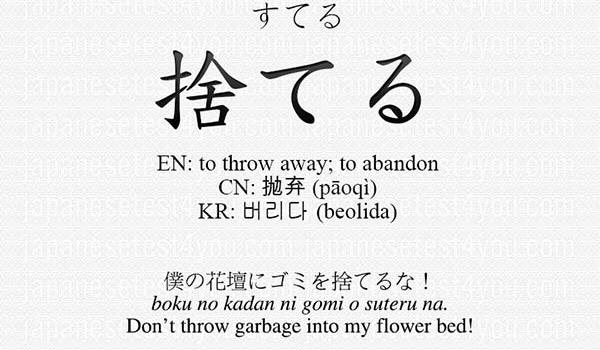 すてる
捨てる
EN: to throw away; to abandon
CN: 抛弃 (pāoqì)
KR: 버리다 (beolida)
僕の花壇にゴミを捨てるな！
boku no kadan ni gomi o suteru na.
Don't throw garbage into my flower bed!